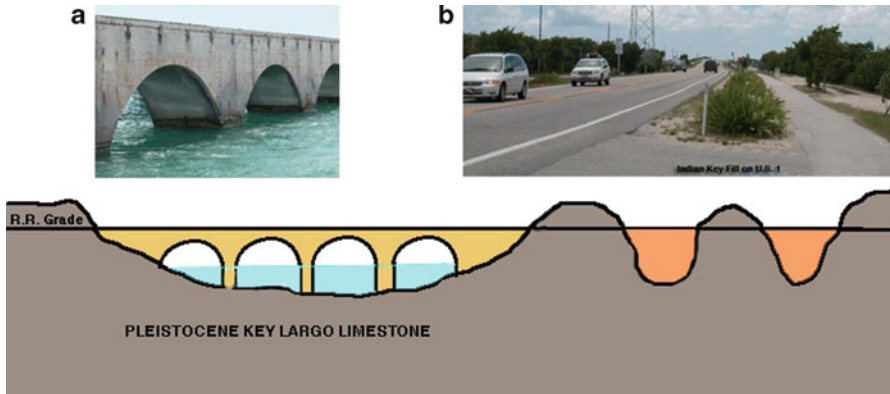 a
b
Indian Key Fill on U.S. 1
R.R. Grade
PLEISTOCENE KEY LARGO LIMESTONE